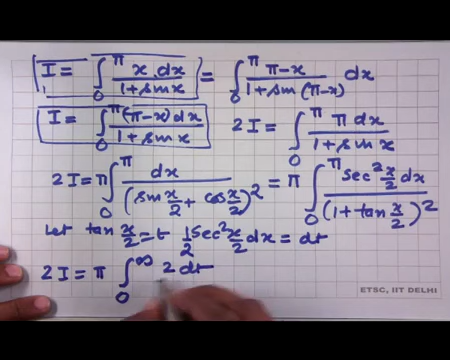 I = ∫₀^π x dx / (1 + sin x) = ∫₀^π (π-x) / (1 + sin (π-x)) dx
I = ∫₀^π (π-x) dx / (1 + sin x) 2I = ∫₀^π π dx / (1 + sin x)
2I = π ∫₀^π dx / (sin x/2 + cos x/2)² = π ∫₀^π sec² x/2 dx / (1 + tan x/2)²
Let tan x/2 = t 1/2 sec² x/2 dx = dt
2I = π ∫₀^∞ 2 dt
ETSC, IIT DELHI